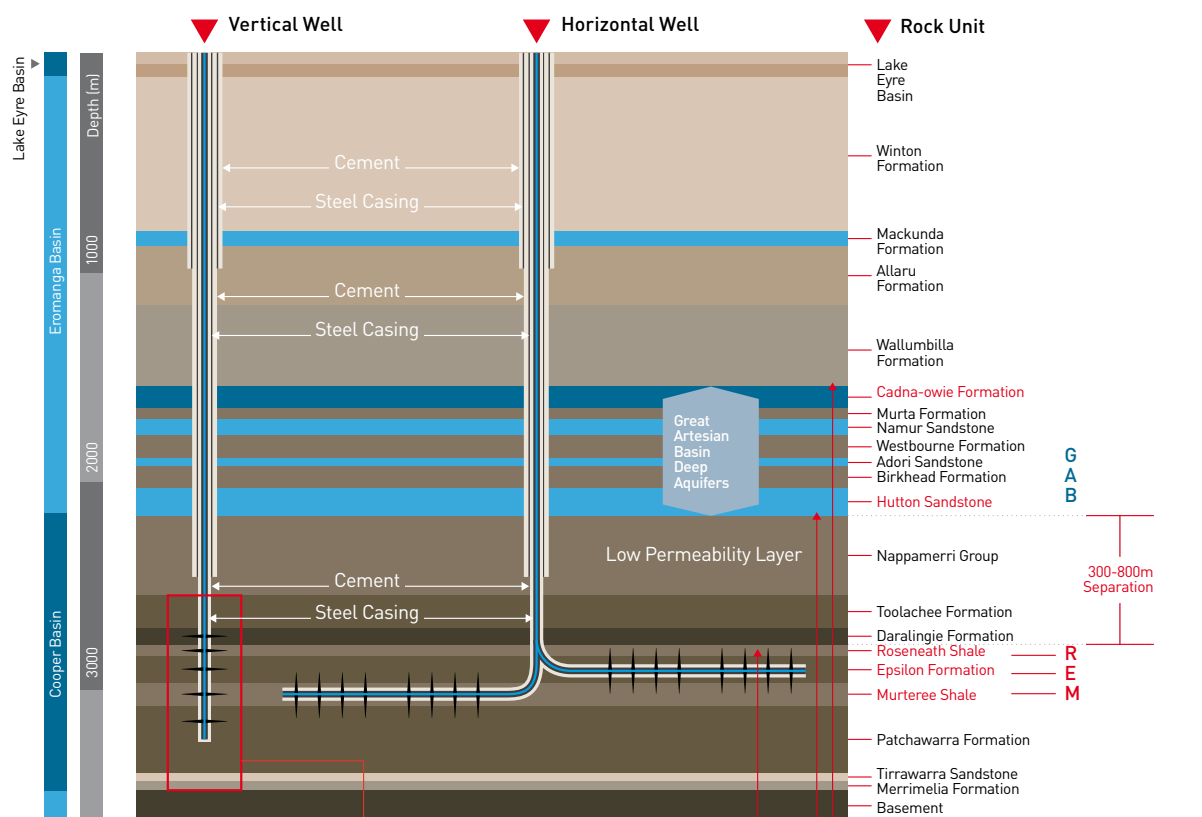 Vertical Well
Horizontal Well
Rock Unit
Lake Eyre Basin
Depth (m)
Lake
Eyre
Basin
Winton
Formation
Cement
Steel Casing
Eromanga Basin
1000
Mackunda
Formation
Allaru
Formation
Cement
Steel Casing
Wallumbilla
Formation
Cadna-owie Formation
Murta Formation
Namur Sandstone
Westbourne Formation
Adori Sandstone
Birkhead Formation
Hutton Sandstone
Great
Artesian
Basin
Deep
Aquifers
G
A
B
2000
Low Permeability Layer
Nappamerri Group
300-800m
Separation
Cement
Steel Casing
Toolachee Formation
Daralingie Formation
Roseneath Shale
R
Epsilon Formation
E
Murteree Shale
M
Cooper Basin
3000
Patchawarra Formation
Tirrawarra Sandstone
Merrimelia Formation
Basement